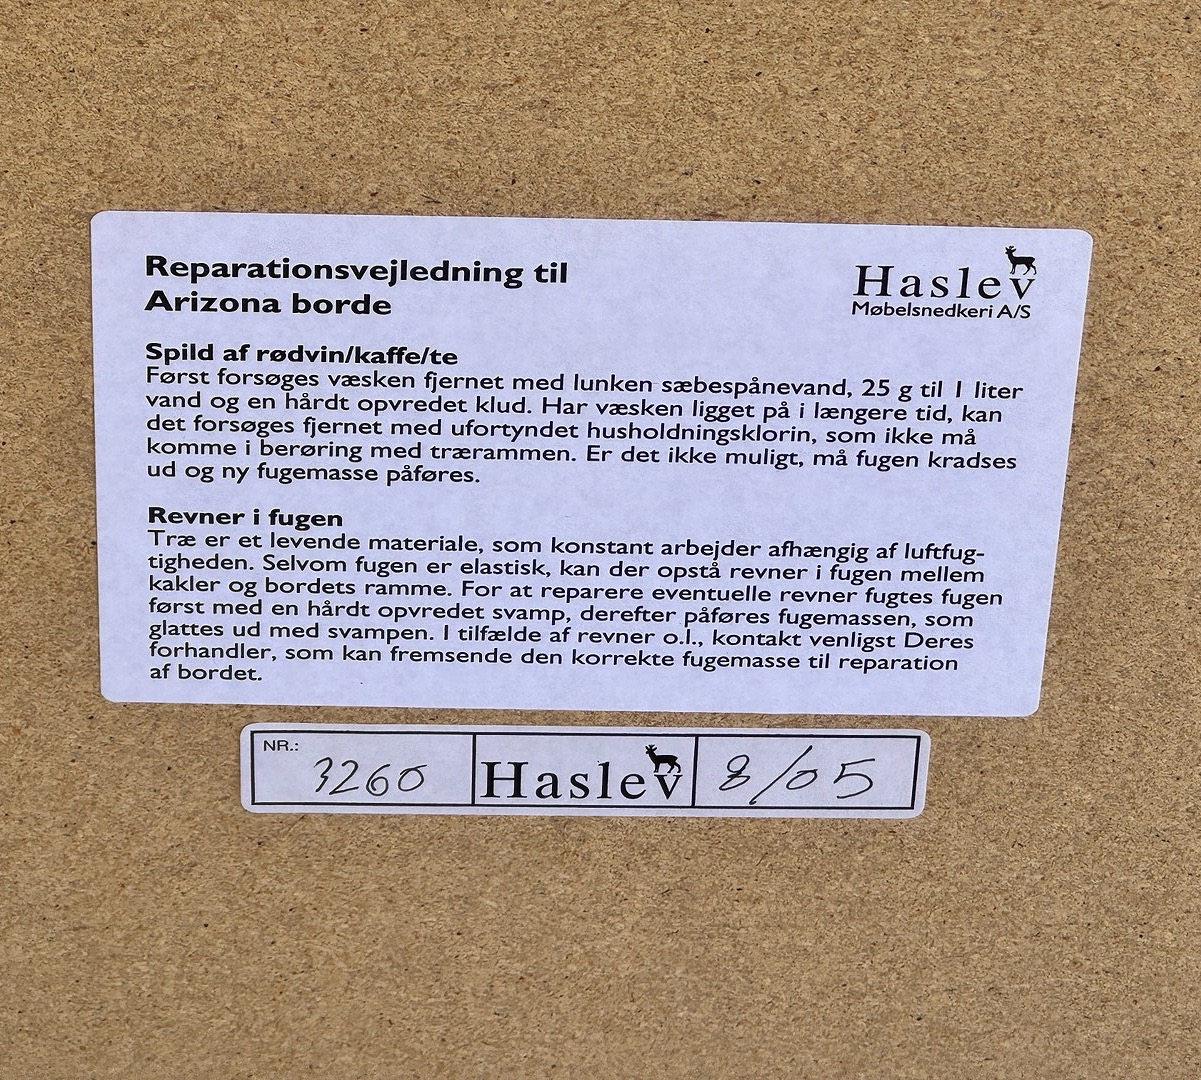 Reparationsvejledning til
Arizona borde
Haslev
Møbelsnedkeri A/S
Spild af rødvin/kaffe/te
Først forsøges væsken fjernet med lunken sæbespånevand, 25 g til 1 liter
vand og en hårdt opvredet klud. Har væsken ligget på i længere tid, kan
det forsøges fjernet med ufortyndet husholdningsklorin, som ikke må
komme i berøring med trærammen. Er det ikke muligt, må fugen kradses
ud og ny fugemasse påføres.
Revner i fugen
Træ er et levende materiale, som konstant arbejder afhængig af luftfug-
tigheden. Selvom fugen er elastisk, kan der opstå revner i fugen mellem
kakler og bordets ramme. For at reparere eventuelle revner fugtes fugen
først med en hårdt opvredet svamp, derefter påføres fugemassen, som
glattes ud med svampen. I tilfælde af revner o.l., kontakt venligst Deres
forhandler, som kan fremsende den korrekte fugemasse til reparation
af bordet.
NR.: 3260 Haslev 8/05